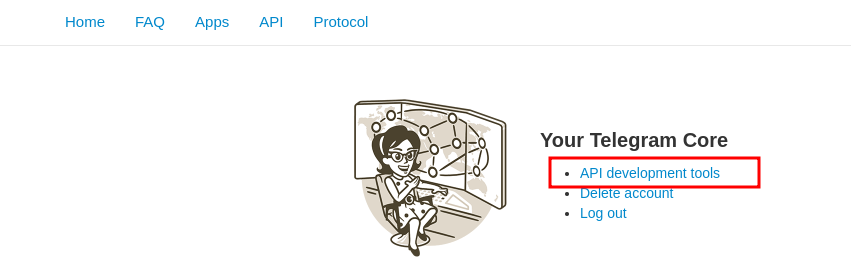 Home FAQ Apps API Protocol
Your Telegram Core
API development tools
Delete account
Log out